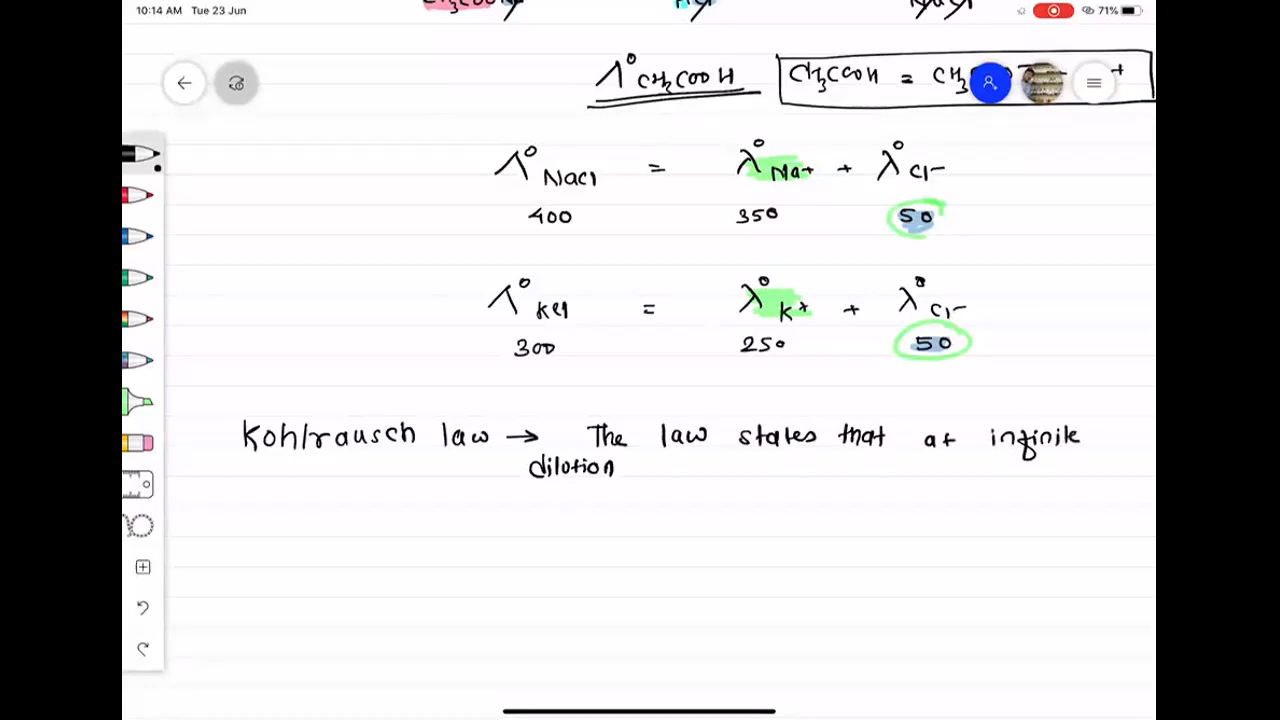 10:14 AM Tue 23 Jun
71%
Λ° CH3COOH
CH3COOH = CH3 +
Λ° NaCl = λ° Na+ + λ° Cl-
400 350 50
Λ° KCl = λ° K+ + λ° Cl-
300 250 50
Kohlrausch law → The law states that at infinite
dilution